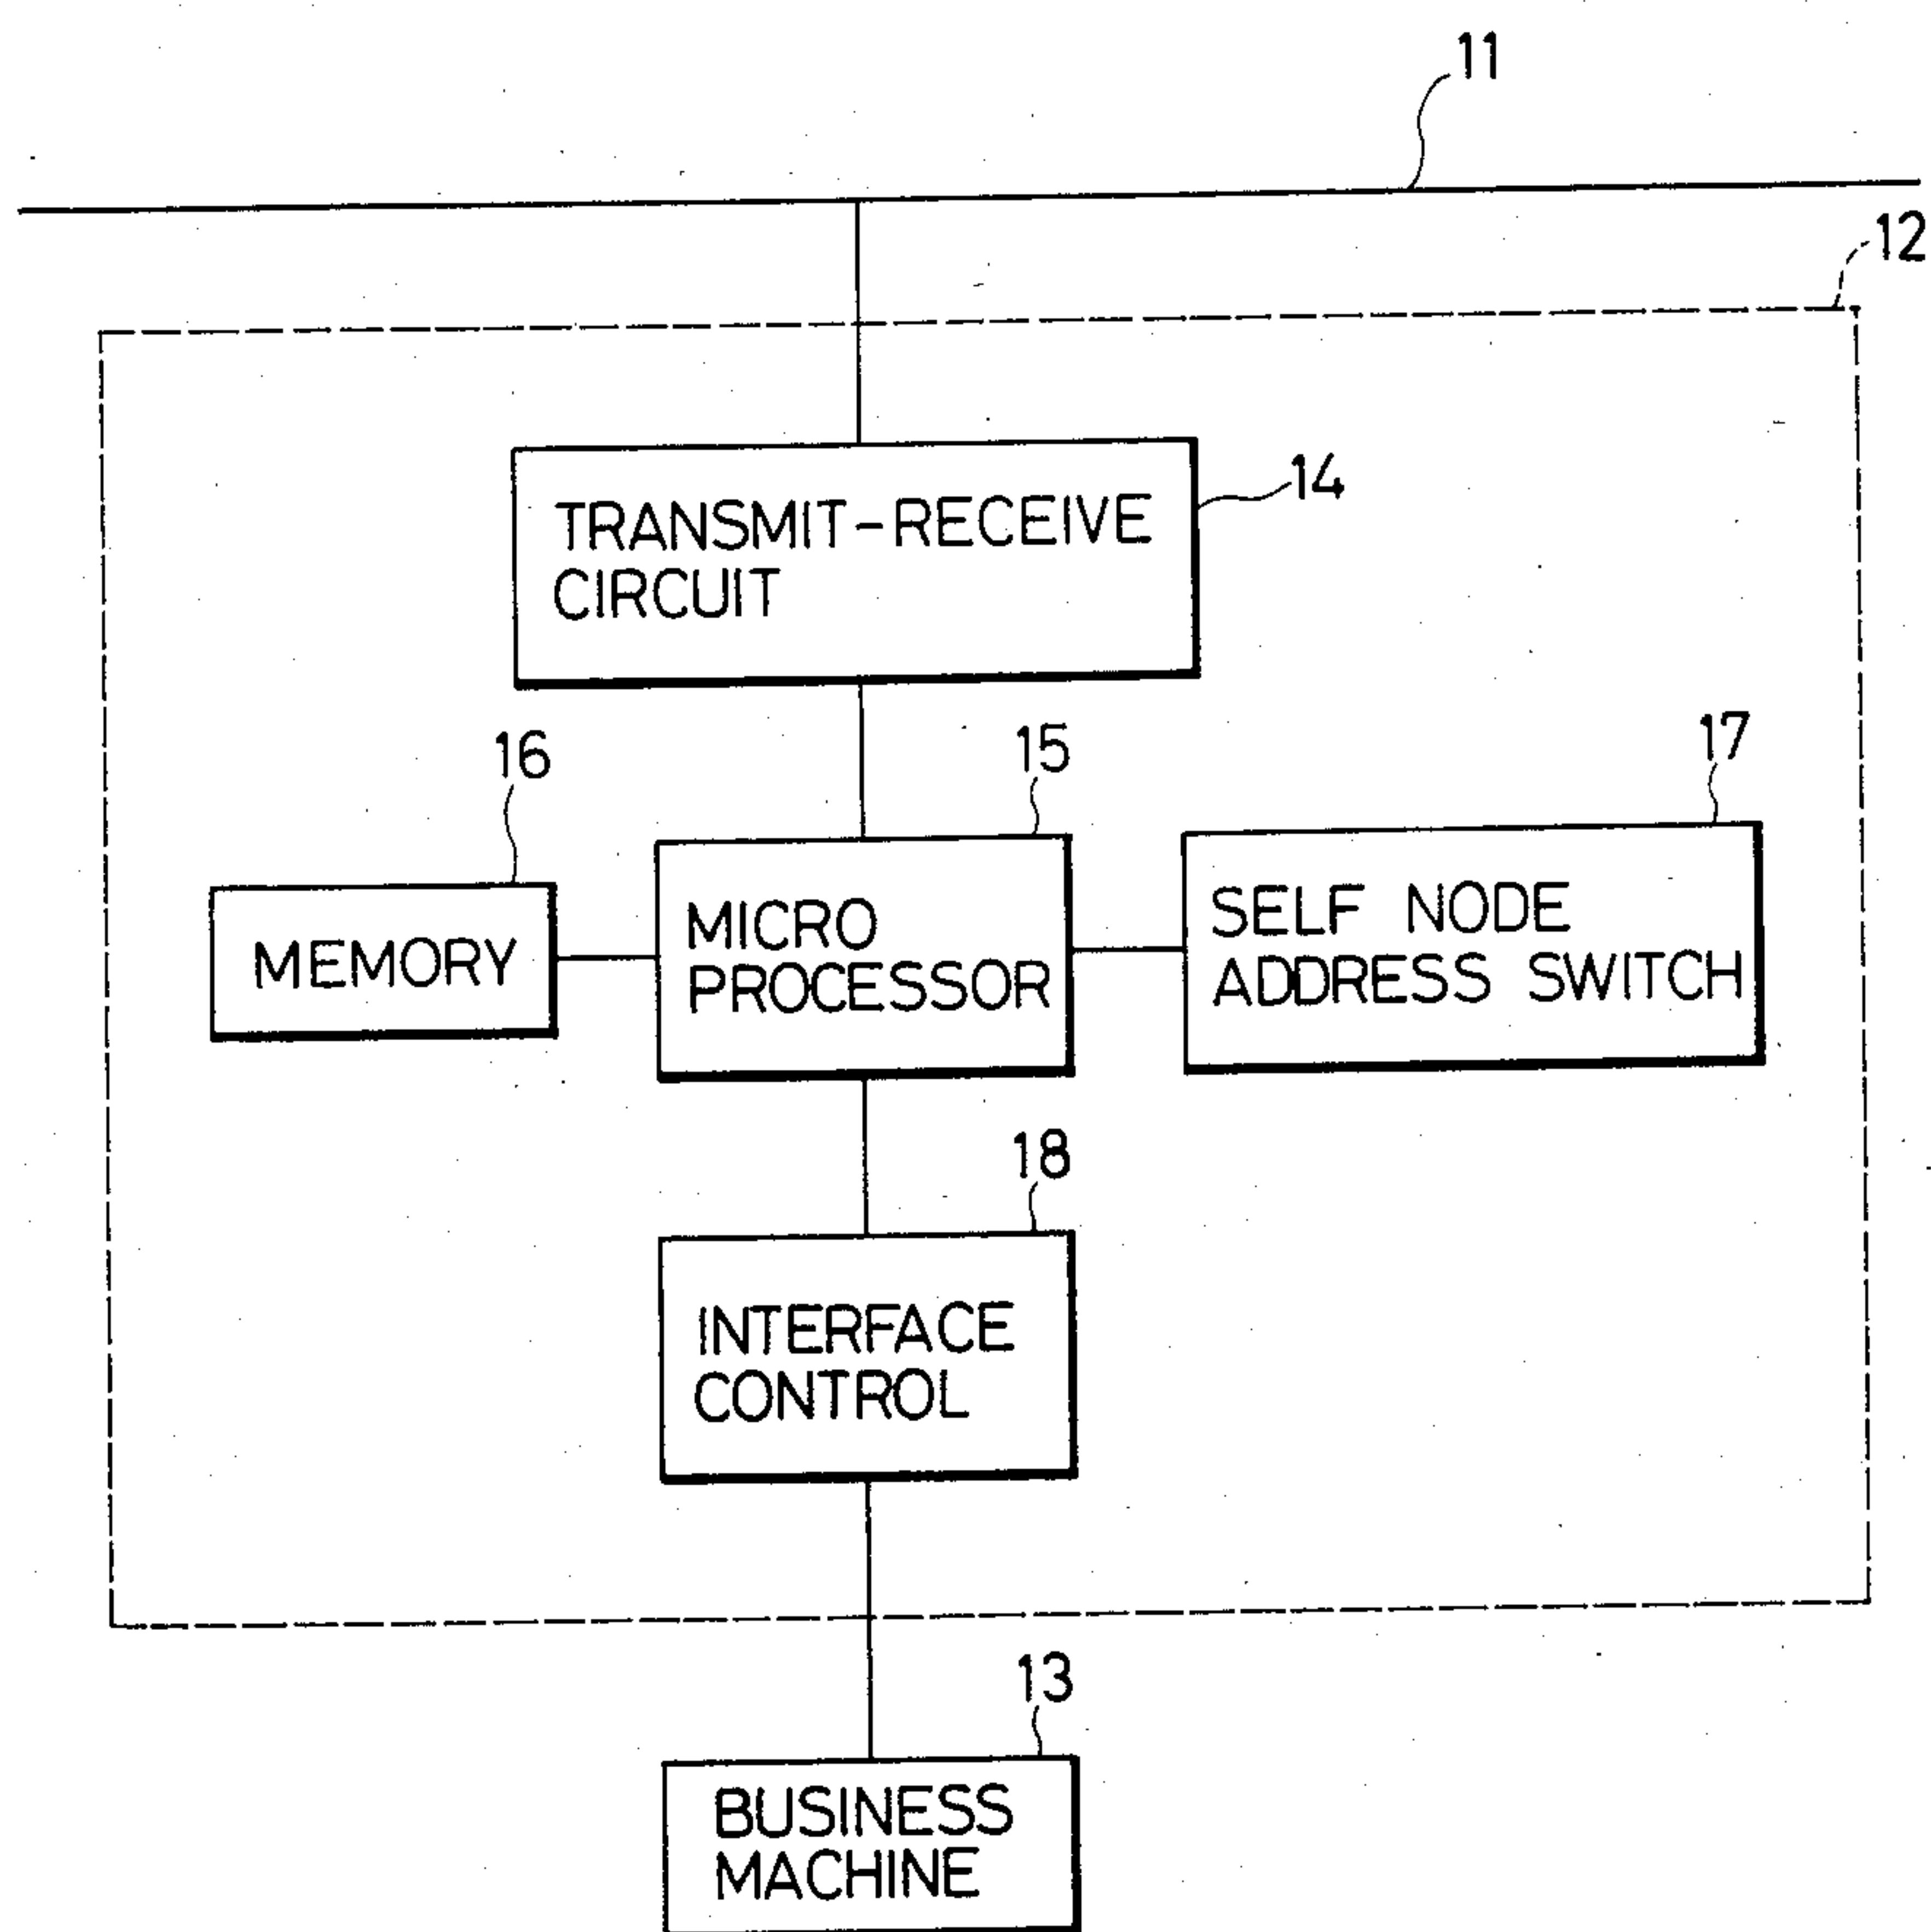 11
12
TRANSMIT-RECEIVE
CIRCUIT
14
16
15
17
MEMORY
MICRO
PROCESSOR
SELF NODE
ADDRESS SWITCH
18
INTERFACE
CONTROL
13
BUSINESS
MACHINE